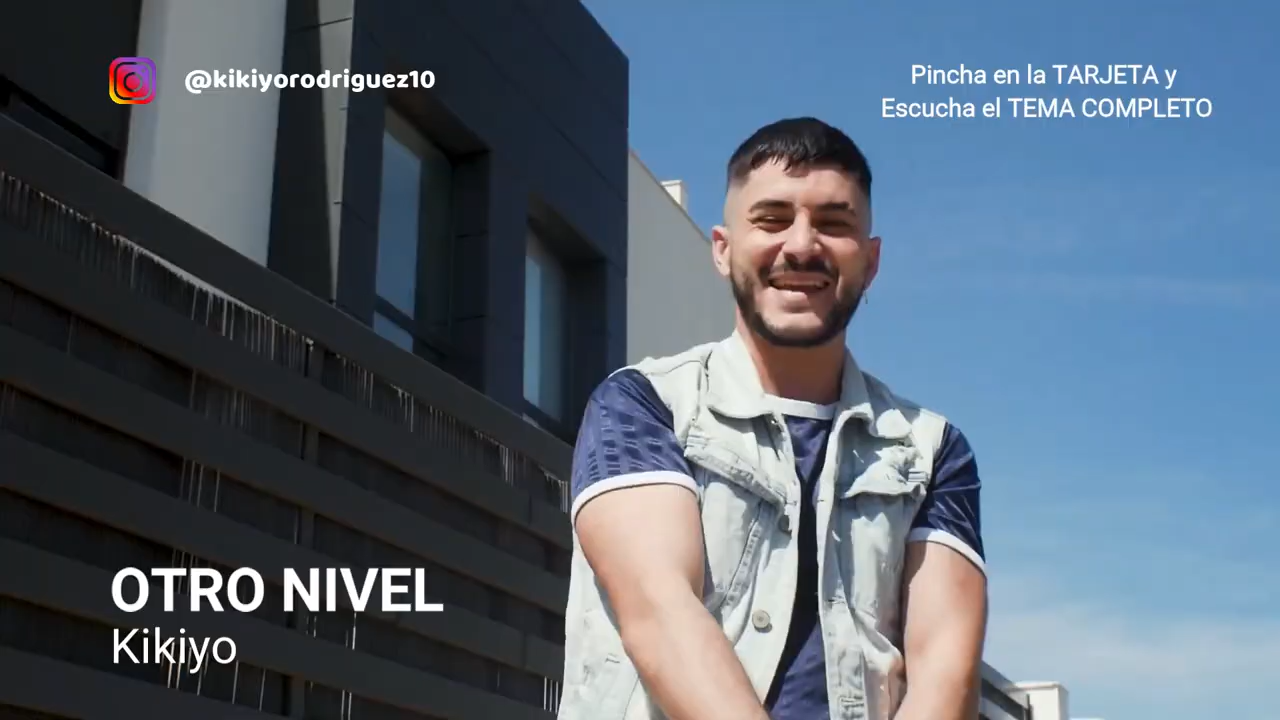 @kikiyorodriguez10
Pincha en la TARJETA y
Escucha el TEMA COMPLETO
OTRO NIVEL
Kikiyo